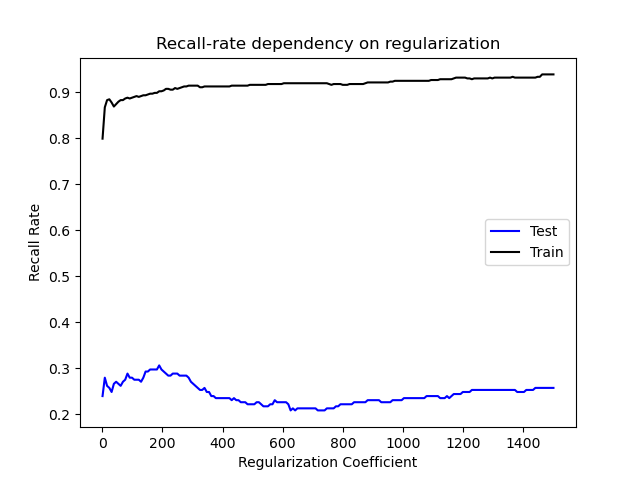 Recall-rate dependency on regularization
Recall Rate
0.9
0.8
0.7
0.6
0.5
0.4
0.3
0.2
Test
Train
0 200 400 600 800 1000 1200 1400
Regularization Coefficient